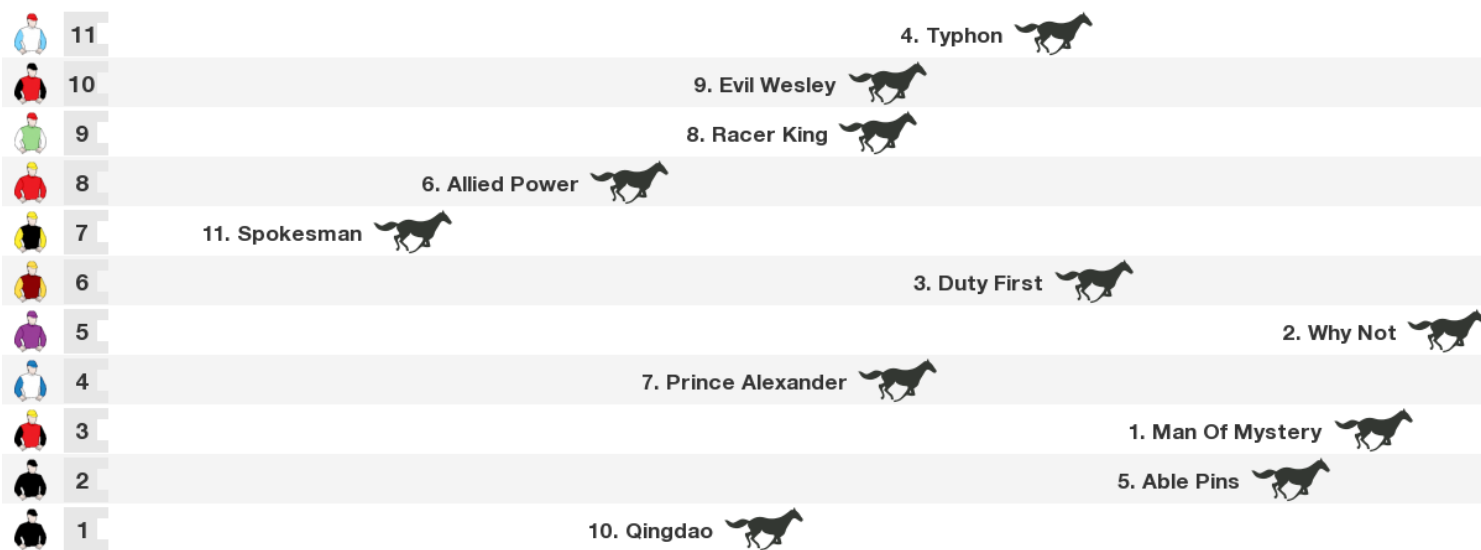 11 4. Typhon
10 9. Evil Wesley
9 8. Racer King
8 6. Allied Power
7 11. Spokesman
6 3. Duty First
5 2. Why Not
4 7. Prince Alexander
3 1. Man Of Mystery
2 5. Able Pins
1 10. Qingdao